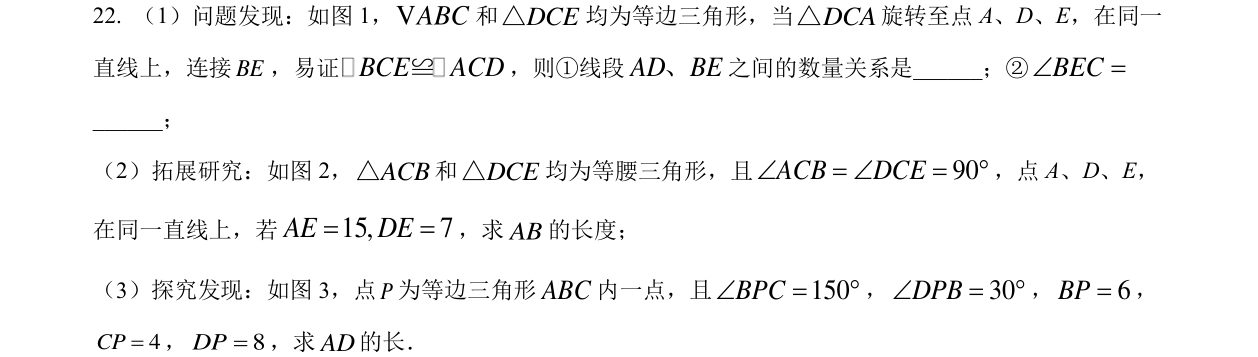 22. （1）问题发现：如图 1，VABC 和△DCE 均为等边三角形，当△DCA 旋转至点 A、D、E，在同一
直线上，连接 BE，易证□BCE≌□ACD，则①线段 AD、BE 之间的数量关系是______；②∠BEC =
______；
（2）拓展研究：如图 2，△ACB 和△DCE 均为等腰三角形，且∠ACB = ∠DCE = 90°，点 A、D、E，
在同一直线上，若 AE = 15, DE = 7，求 AB 的长度；
（3）探究发现：如图 3，点 P 为等边三角形 ABC 内一点，且∠BPC = 150°，∠DPB = 30°，BP = 6，
CP = 4，DP = 8，求 AD 的长．